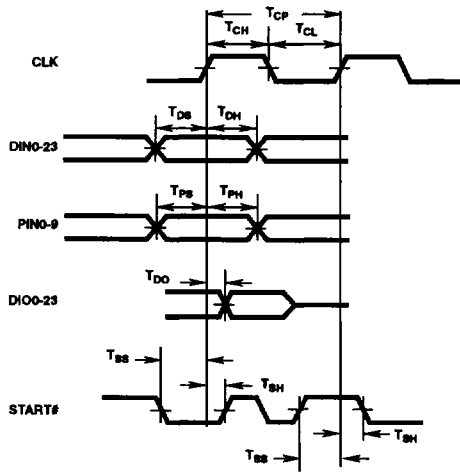 TCP
TCH TCL
CLK
TDS TDH
DIN0-23
TPS TPH
PIN0-9
TDO
DIO0-23
TSS
TSH
START#
TSS TSH